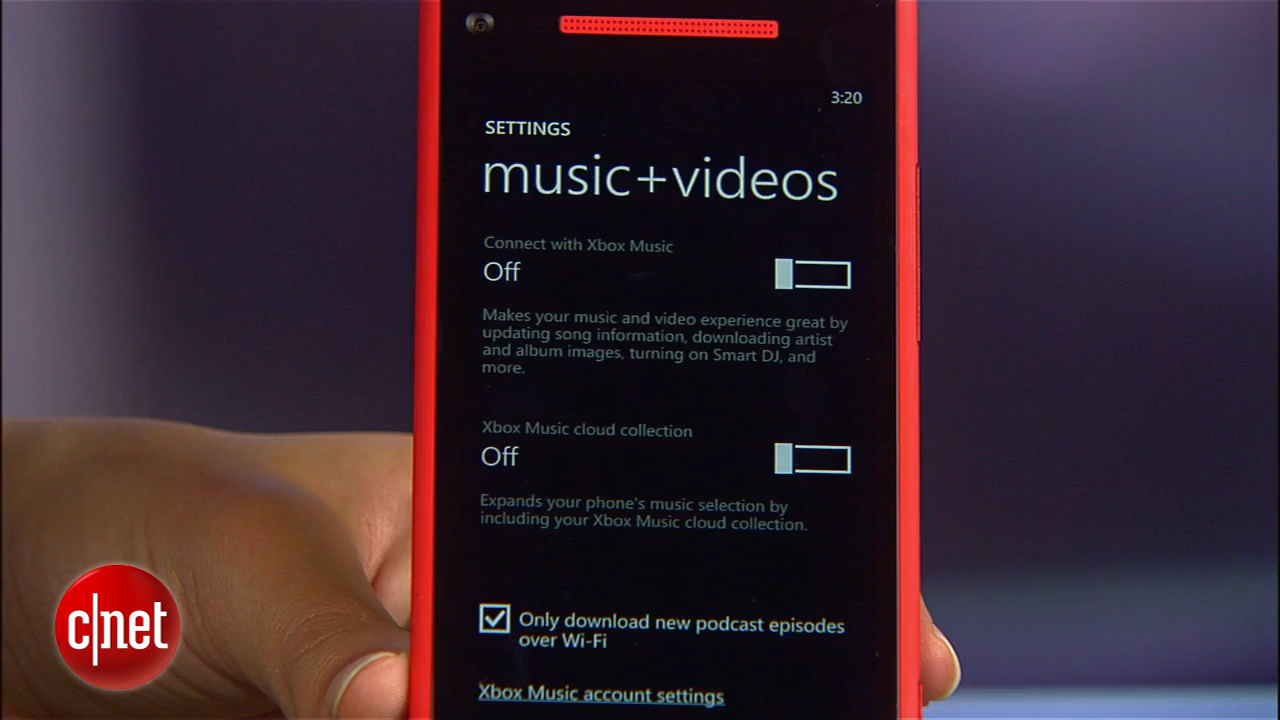 3:20
SETTINGS
music+videos
Connect with Xbox Music
Off
Makes your music and video experience great by
updating song information, downloading artist
and album images, turning on Smart DJ, and
more.
Xbox Music cloud collection
Off
Expands your phone's music selection by
including your Xbox Music cloud collection.
Only download new podcast episodes
over Wi-Fi
Xbox Music account settings
c|net